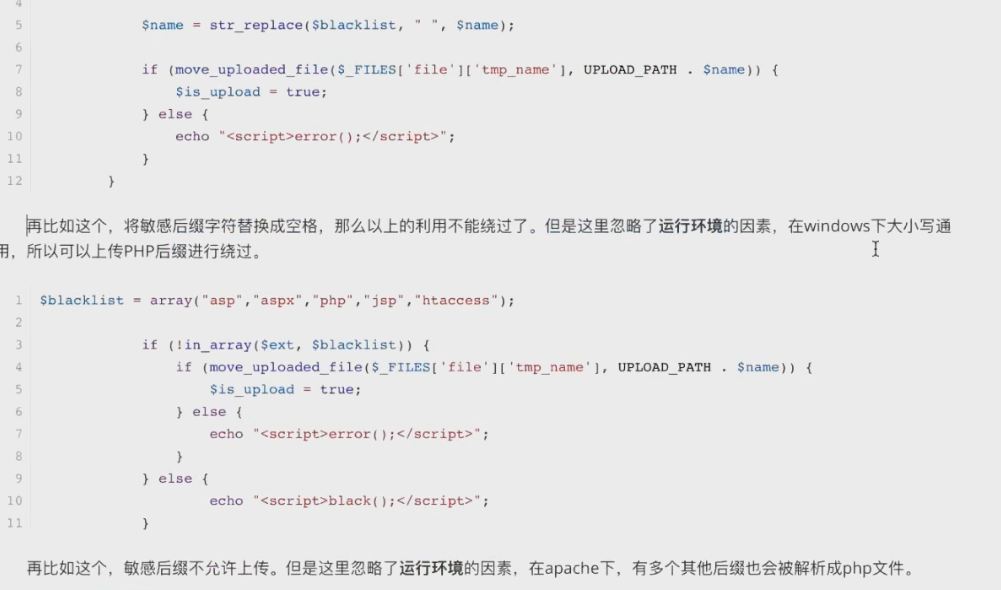 4
5 $name = str_replace($blacklist, " ", $name);
6
7 if (move_uploaded_file($_FILES['file']['tmp_name'], UPLOAD_PATH . $name)) {
8 $is_upload = true;
9 } else {
10 echo "<script>error();</script>";
11 }
12 }
再比如这个，将敏感后缀字符替换成空格，那么以上的利用不能绕过了。但是这里忽略了运行环境的因素，在windows下大小写通
用，所以可以上传PHP后缀进行绕过。
1 $blacklist = array("asp","aspx","php","jsp","htaccess");
2
3 if (!in_array($ext, $blacklist)) {
4 if (move_uploaded_file($_FILES['file']['tmp_name'], UPLOAD_PATH . $name)) {
5 $is_upload = true;
6 } else {
7 echo "<script>error();</script>";
8 }
9 } else {
10 echo "<script>black();</script>";
11 }
再比如这个，敏感后缀不允许上传。但是这里忽略了运行环境的因素，在apache下，有多个其他后缀也会被解析成php文件。